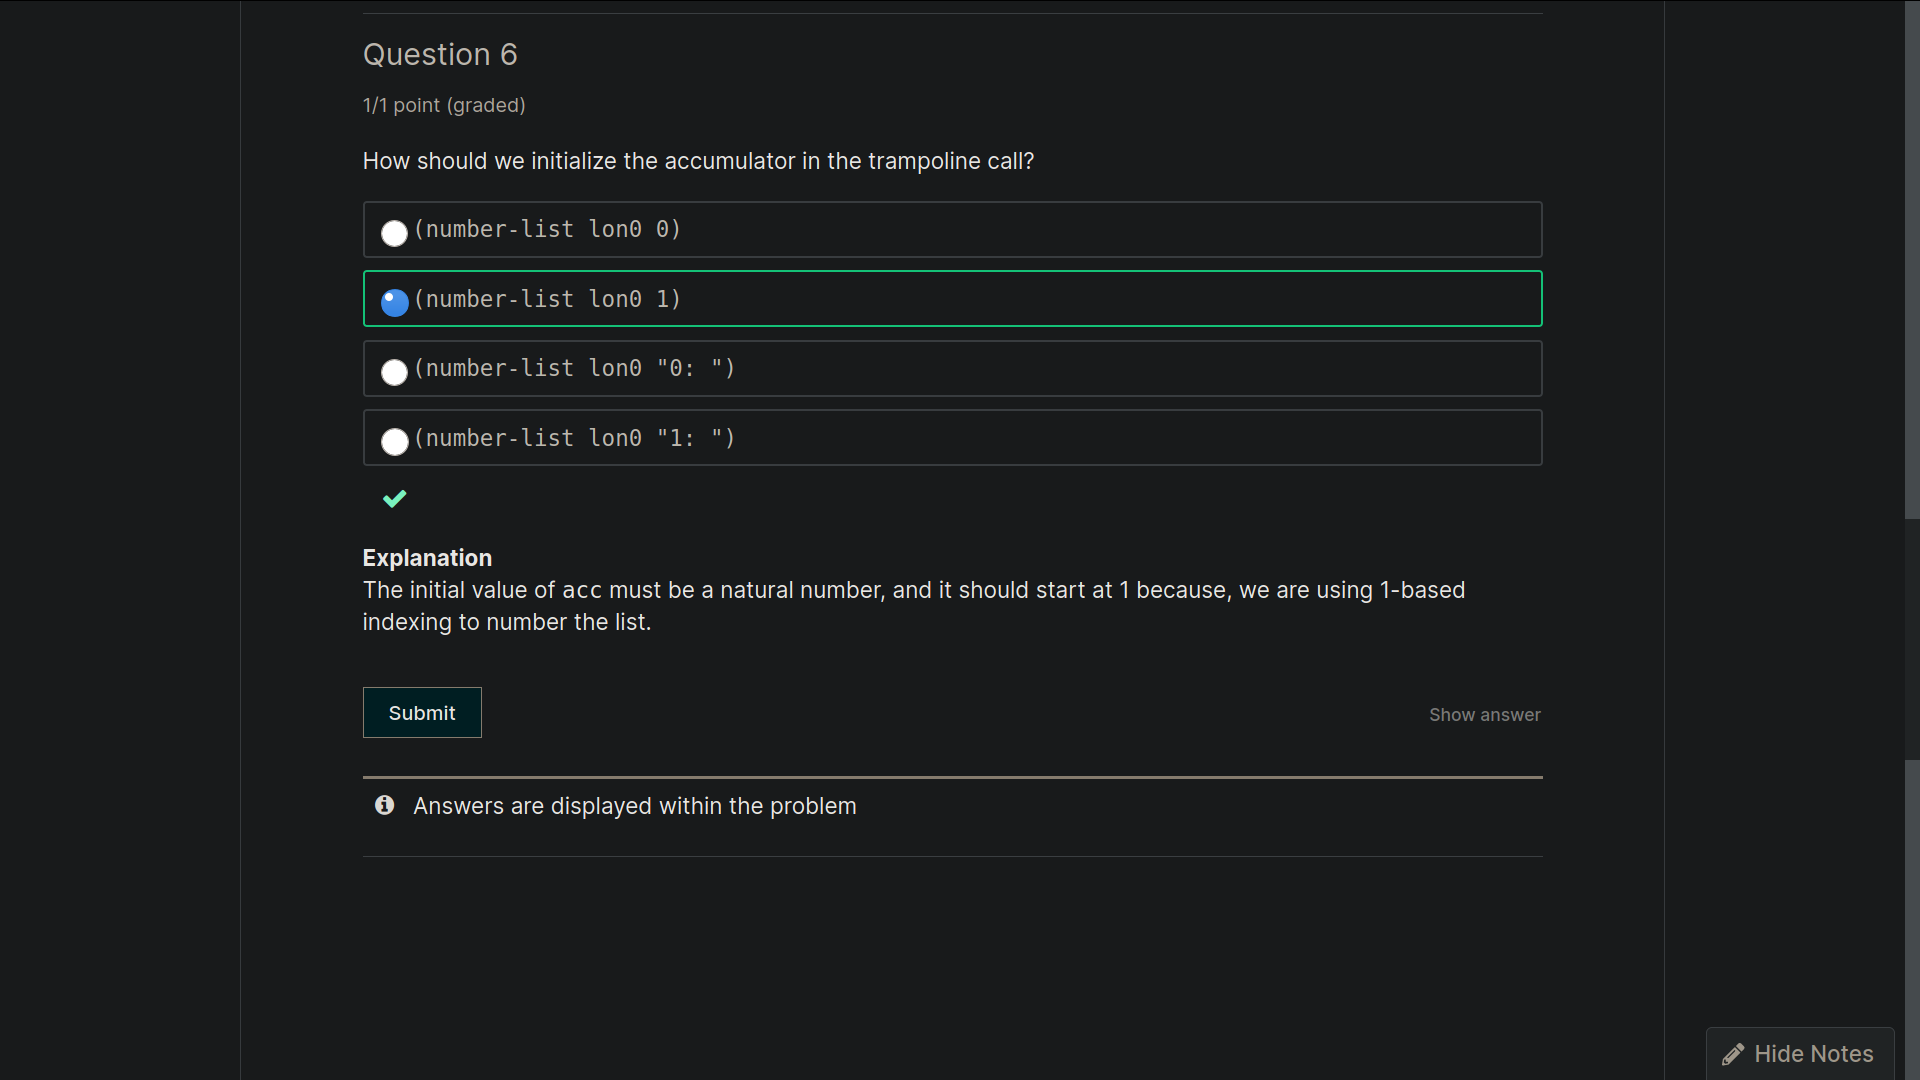 Question 6
1/1 point (graded)
How should we initialize the accumulator in the trampoline call?
(number-list lon0 0)
(number-list lon0 1)
(number-list lon0 "0: ")
(number-list lon0 "1: ")
Explanation
The initial value of acc must be a natural number, and it should start at 1 because, we are using 1-based
indexing to number the list.
Submit
Show answer
Answers are displayed within the problem
Hide Notes